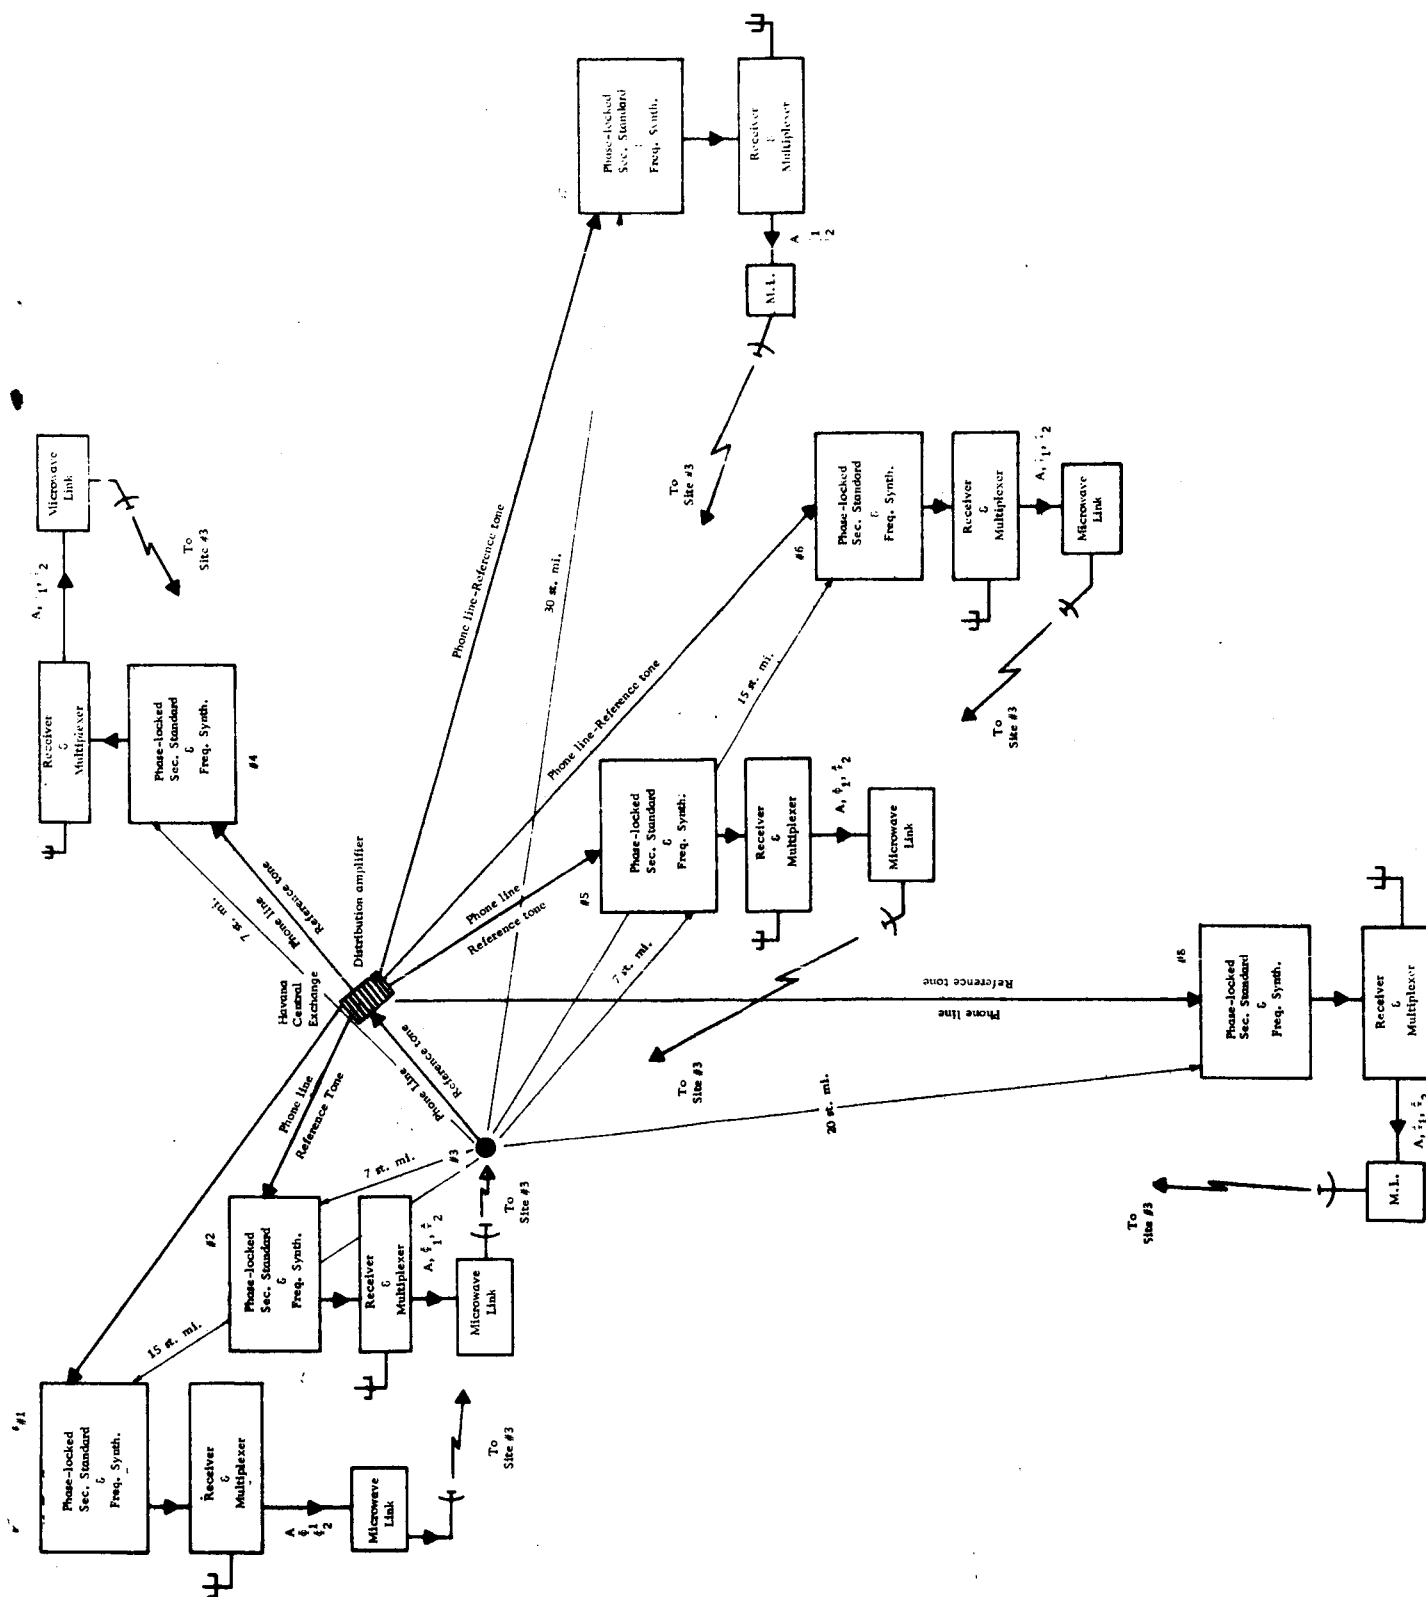 #1
Phase-locked
Sec. Standard
&
Freq. Synth.
Receiver
&
Multiplexer
A
ϕ1
ϕ2
Microwave
Link
To
Site #3
15 st. mi.
#2
Phase-locked
Sec. Standard
&
Freq. Synth.
Receiver
&
Multiplexer
A, ϕ1, ϕ2
Microwave
Link
To
Site #3
7 st. mi.
#3
Phone line
Reference Tone
Havana
Central
Exchange
Distribution amplifier
Phone Line
Reference tone
7 st. mi.
Phone line
Reference tone
#4
Phase-locked
Sec. Standard
&
Freq. Synth.
Receiver
&
Multiplexer
A,
Microwave
Link
To
Site #3
Phone line
Reference tone
#5
Phase-locked
Sec. Standard
&
Freq. Synth.
Receiver
&
Multiplexer
A, ϕ1, ϕ2
Microwave
Link
To
Site #3
7 st. mi.
Phone line-Reference tone
15 st. mi.
#6
Phase-locked
Sec. Standard
&
Freq. Synth.
Receiver
&
Multiplexer
A,
Microwave
Link
To
Site #3
Phone line-Reference tone
30 st. mi.
Phase-locked
Sec. Standard
Freq. Synth.
Receiver
&
Multiplexer
A
M.L.
To
Site #3
Reference tone
Phone line
20 st. mi.
#8
Phase-locked
Sec. Standard
&
Freq. Synth.
Receiver
&
Multiplexer
A,
M.L.
To
Site #3